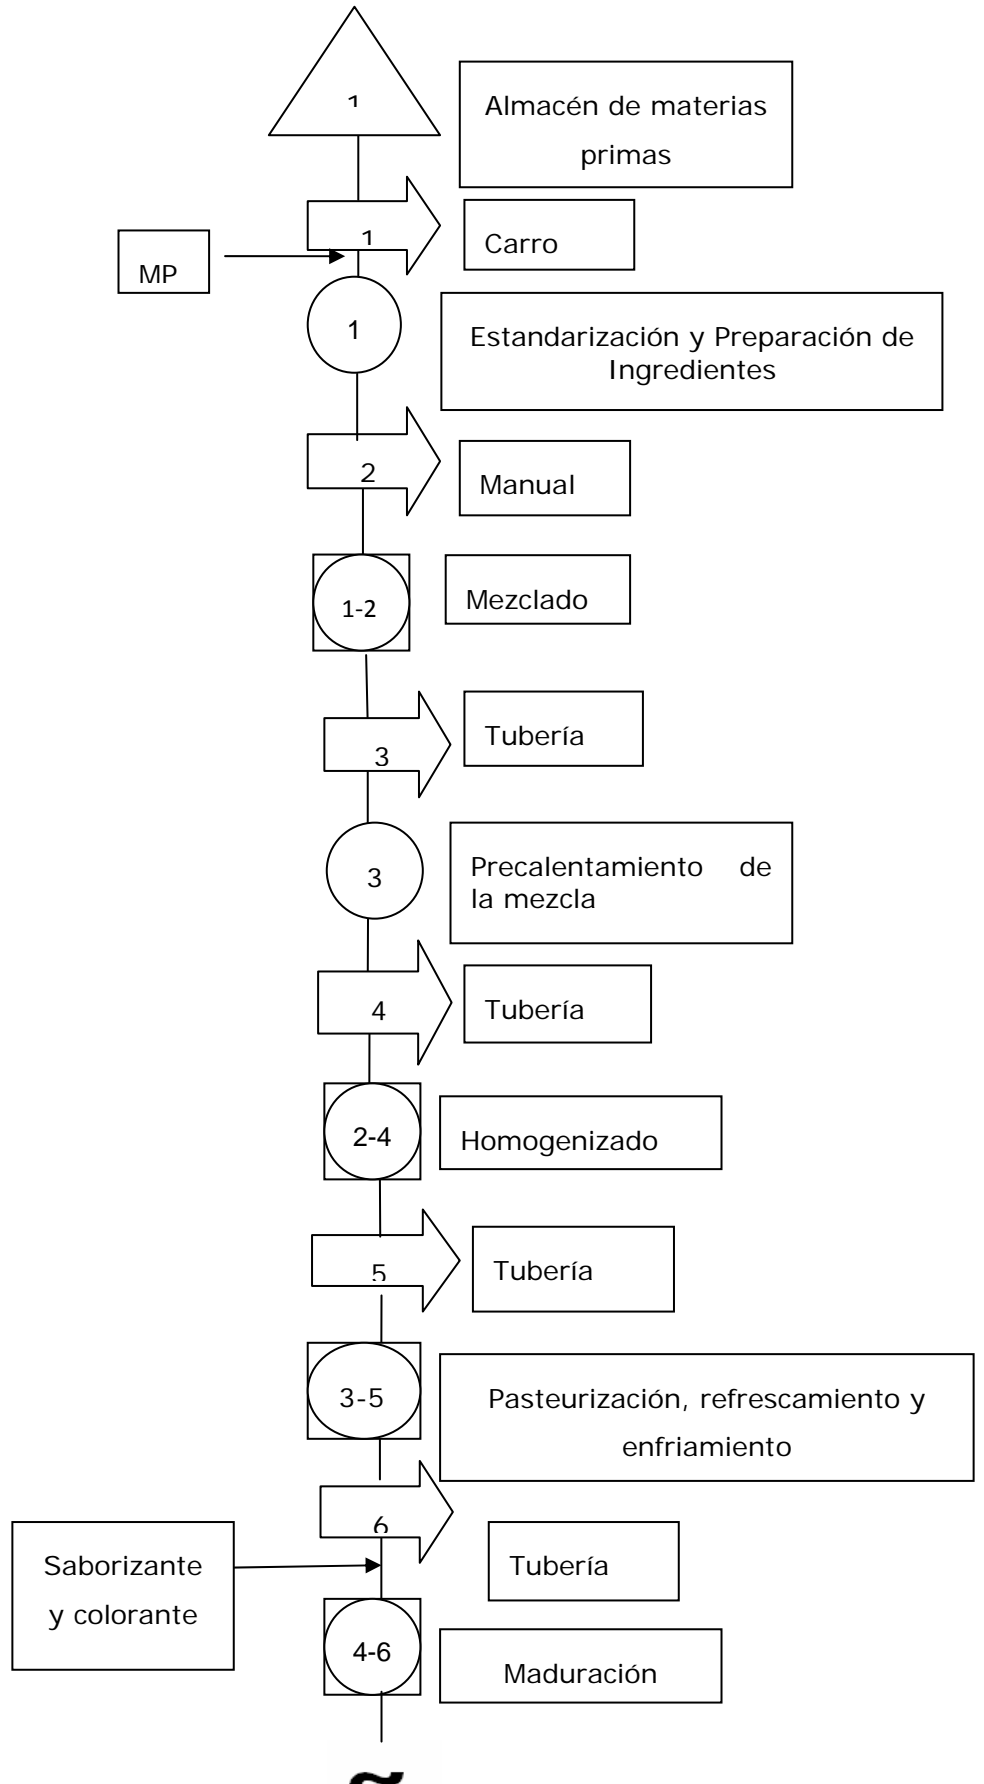 1
Almacén de materias
primas
1
Carro
MP
1
Estandarización y Preparación de
Ingredientes
2
Manual
1-2
Mezclado
3
Tubería
3
Precalentamiento de
la mezcla
4
Tubería
2-4
Homogenizado
5
Tubería
3-5
Pasteurización, refrescamiento y
enfriamiento
6
Tubería
Saborizante
y colorante
4-6
Maduración